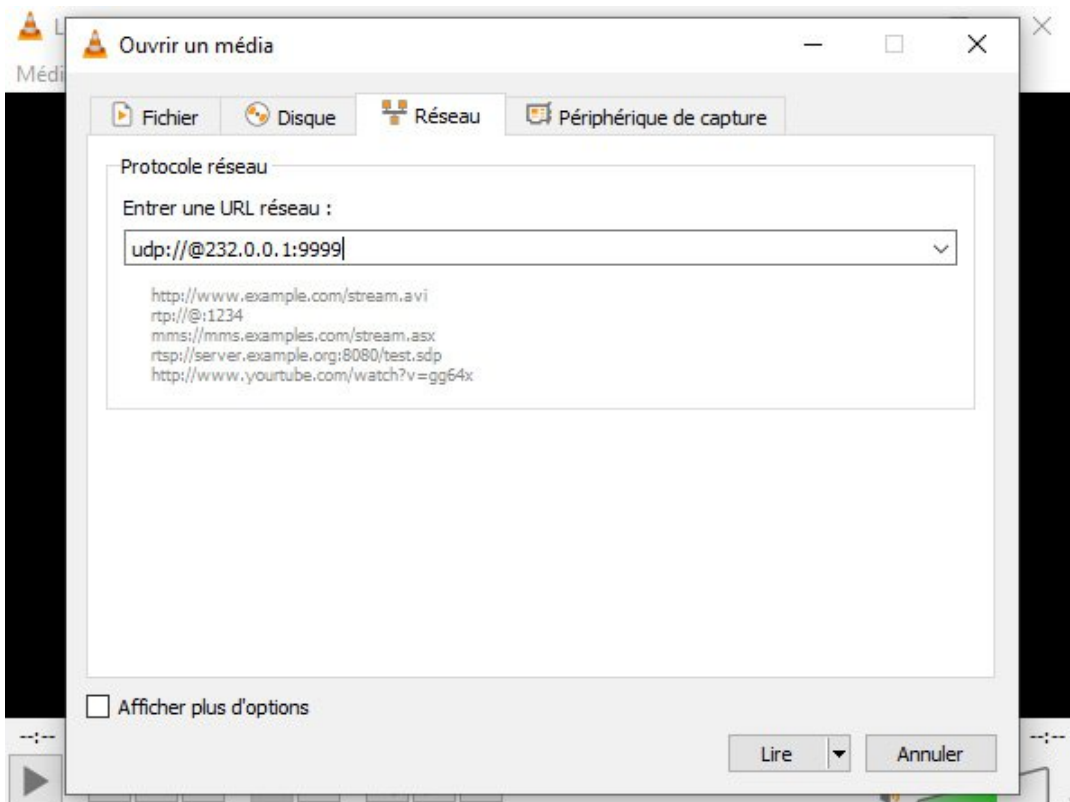 L
Ouvrir un média
Médi
Fichier
Disque
Réseau
Périphérique de capture
Protocole réseau
Entrer une URL réseau :
udp://@232.0.0.1:9999
http://www.example.com/stream.avi
rtp://@:1234
mms://mms.examples.com/stream.asx
rtsp://server.example.org:8080/test.sdp
http://www.yourtube.com/watch?v=gg64x
Afficher plus d'options
--:--
--:--
Lire
Annuler